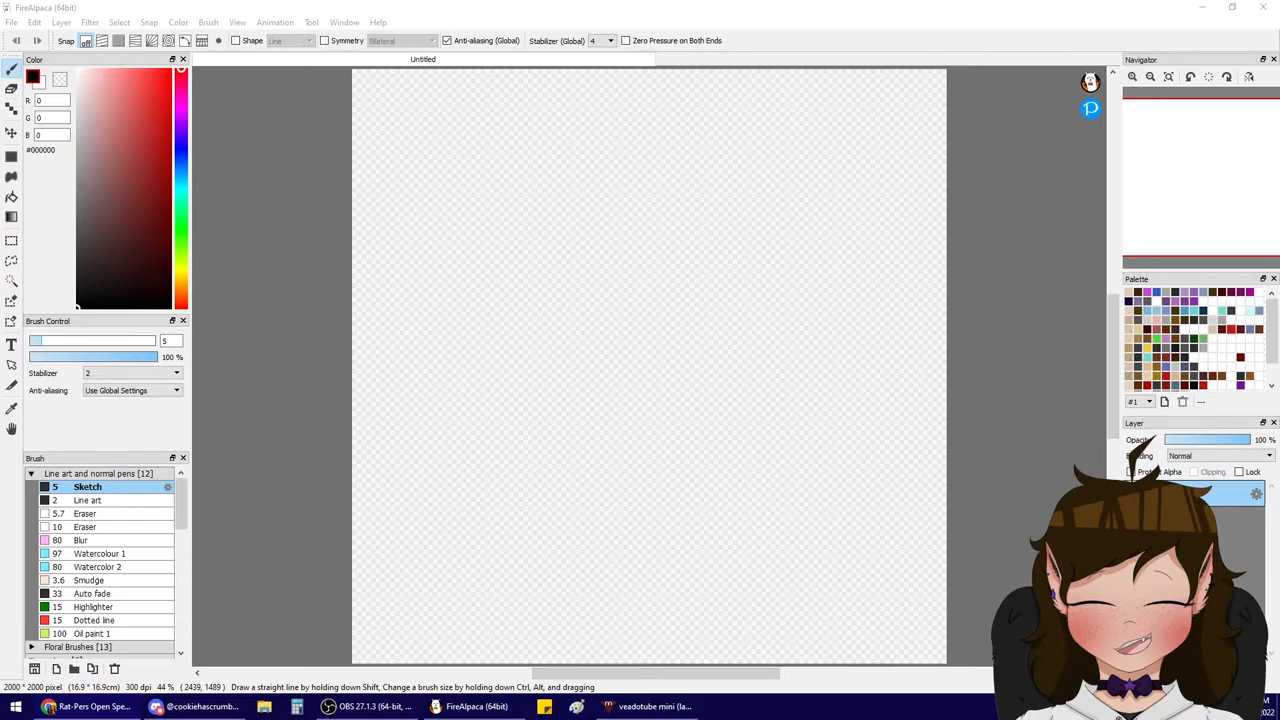 FireAlpaca (64bit)
File Edit Layer Filter Select Snap Color Brush View Animation Tool Window Help
Snap off Shape Line Symmetry Bilateral Anti-aliasing (Global) Stabilizer (Global) 4 Zero Pressure on Both Ends
Color
Untitled
Navigator
R 0
G 0
B 0
#000000
Palette
Brush Control
5
100 %
Stabilizer 2
Anti-aliasing Use Global Settings
#1 ---
Layer
100 %
Normal
Clipping Lock
Brush
Line art and normal pens [12]
5 Sketch
2 Line art
5.7 Eraser
10 Eraser
80 Blur
97 Watercolour 1
80 Watercolor 2
3.6 Smudge
33 Auto fade
15 Highlighter
15 Dotted line
100 Oil paint 1
Floral Brushes [13]
2000 * 2000 pixel (16.9 * 16.9cm) 300 dpi 44 % (2439, 1489) Draw a straight line by holding down Shift, Change a brush size by holding down Ctrl, Alt, and dragging
Rat-Pers Open Spe... @cookiehascrumb... OBS 27.1.3 (64-bit, ... FireAlpaca (64bit) veadotube mini (la...
2022